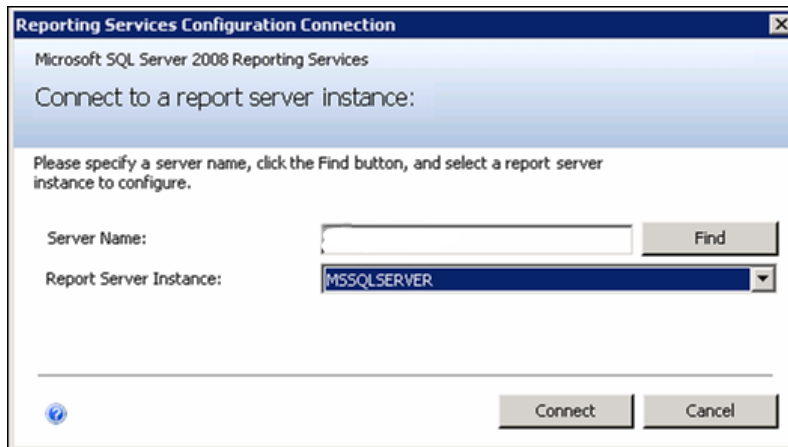 Reporting Services Configuration Connection
Microsoft SQL Server 2008 Reporting Services
Connect to a report server instance:
Please specify a server name, click the Find button, and select a report server
instance to configure.
Server Name:
Find
Report Server Instance:
MSSQLSERVER
Connect
Cancel